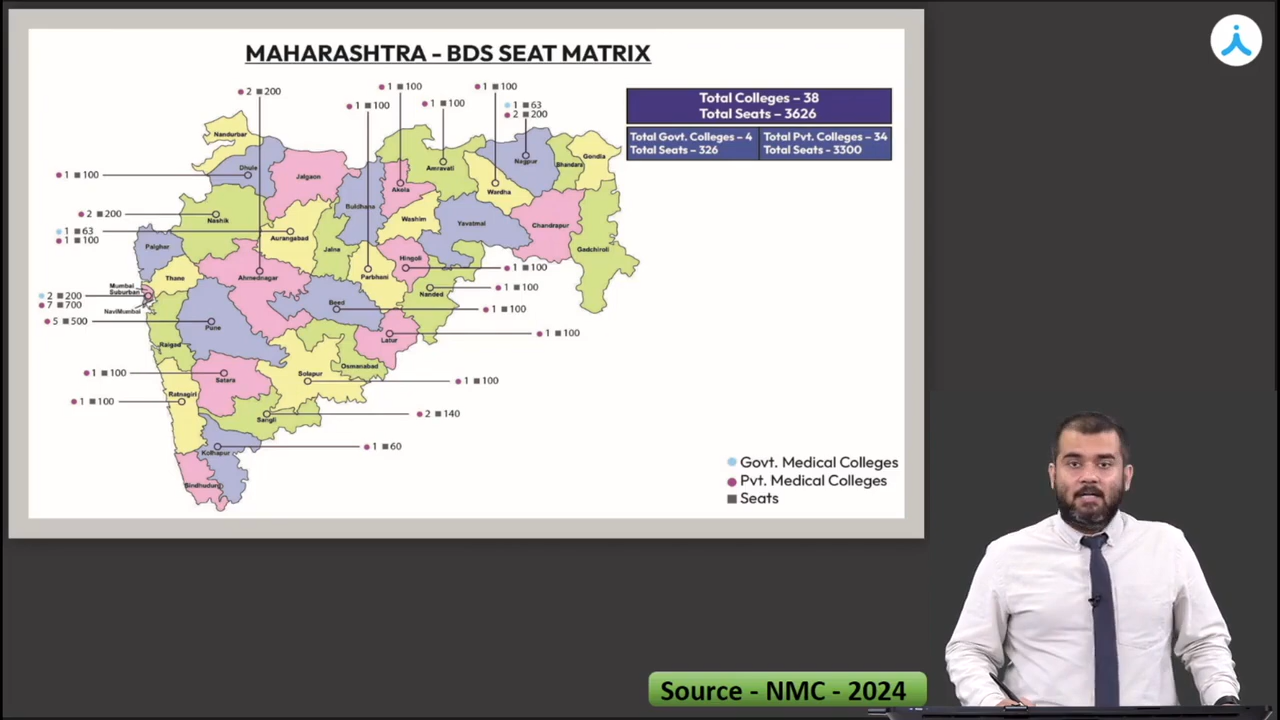 MAHARASHTRA – BDS SEAT MATRIX
Total Colleges – 38
Total Seats – 3626
Total Govt. Colleges – 4
Total Seats – 326
Total Pvt. Colleges – 34
Total Seats - 3300
2 200
1 100
1 100
1 100
1 100
1 63
2 200
1 100
2 200
1 63
1 100
2 200
7 700
5 500
1 100
1 100
1 100
1 100
1 100
1 100
1 100
2 140
1 60
Nandurbar
Dhule
Jalgaon
Buldhana
Akola
Amravati
Wardha
Nagpur
Bhandara
Gondia
Nashik
Aurangabad
Jalna
Washim
Yavatmal
Chandrapur
Gadchiroli
Palghar
Thane
Ahmednagar
Parbhani
Hingoli
Nanded
Mumbai
Suburban
NaviMumbai
Pune
Beed
Latur
Raigad
Satara
Solapur
Osmanabad
Ratnagiri
Sangli
Kolhapur
Sindhudurg
Govt. Medical Colleges
Pvt. Medical Colleges
Seats
Source - NMC - 2024